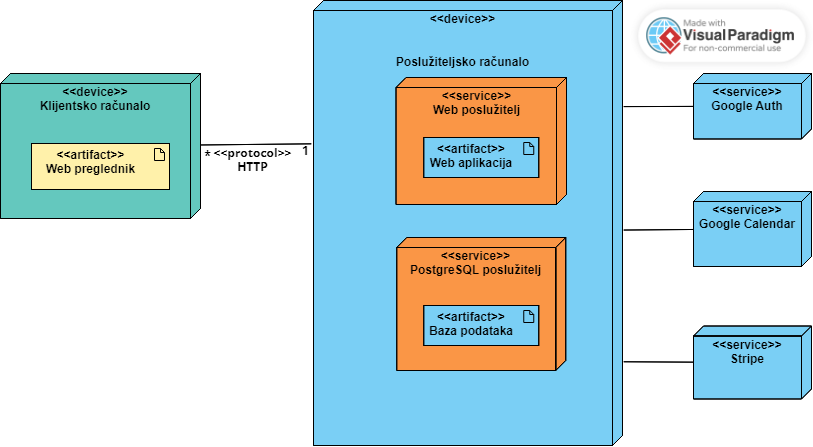 <<device>>
Klijentsko računalo
<<artifact>>
Web preglednik
* <<protocol>> 1
HTTP
<<device>>
Poslužiteljsko računalo
<<service>>
Web poslužitelj
<<artifact>>
Web aplikacija
<<service>>
PostgreSQL poslužitelj
<<artifact>>
Baza podataka
Made with
VisualParadigm
For non-commercial use
<<service>>
Google Auth
<<service>>
Google Calendar
<<service>>
Stripe